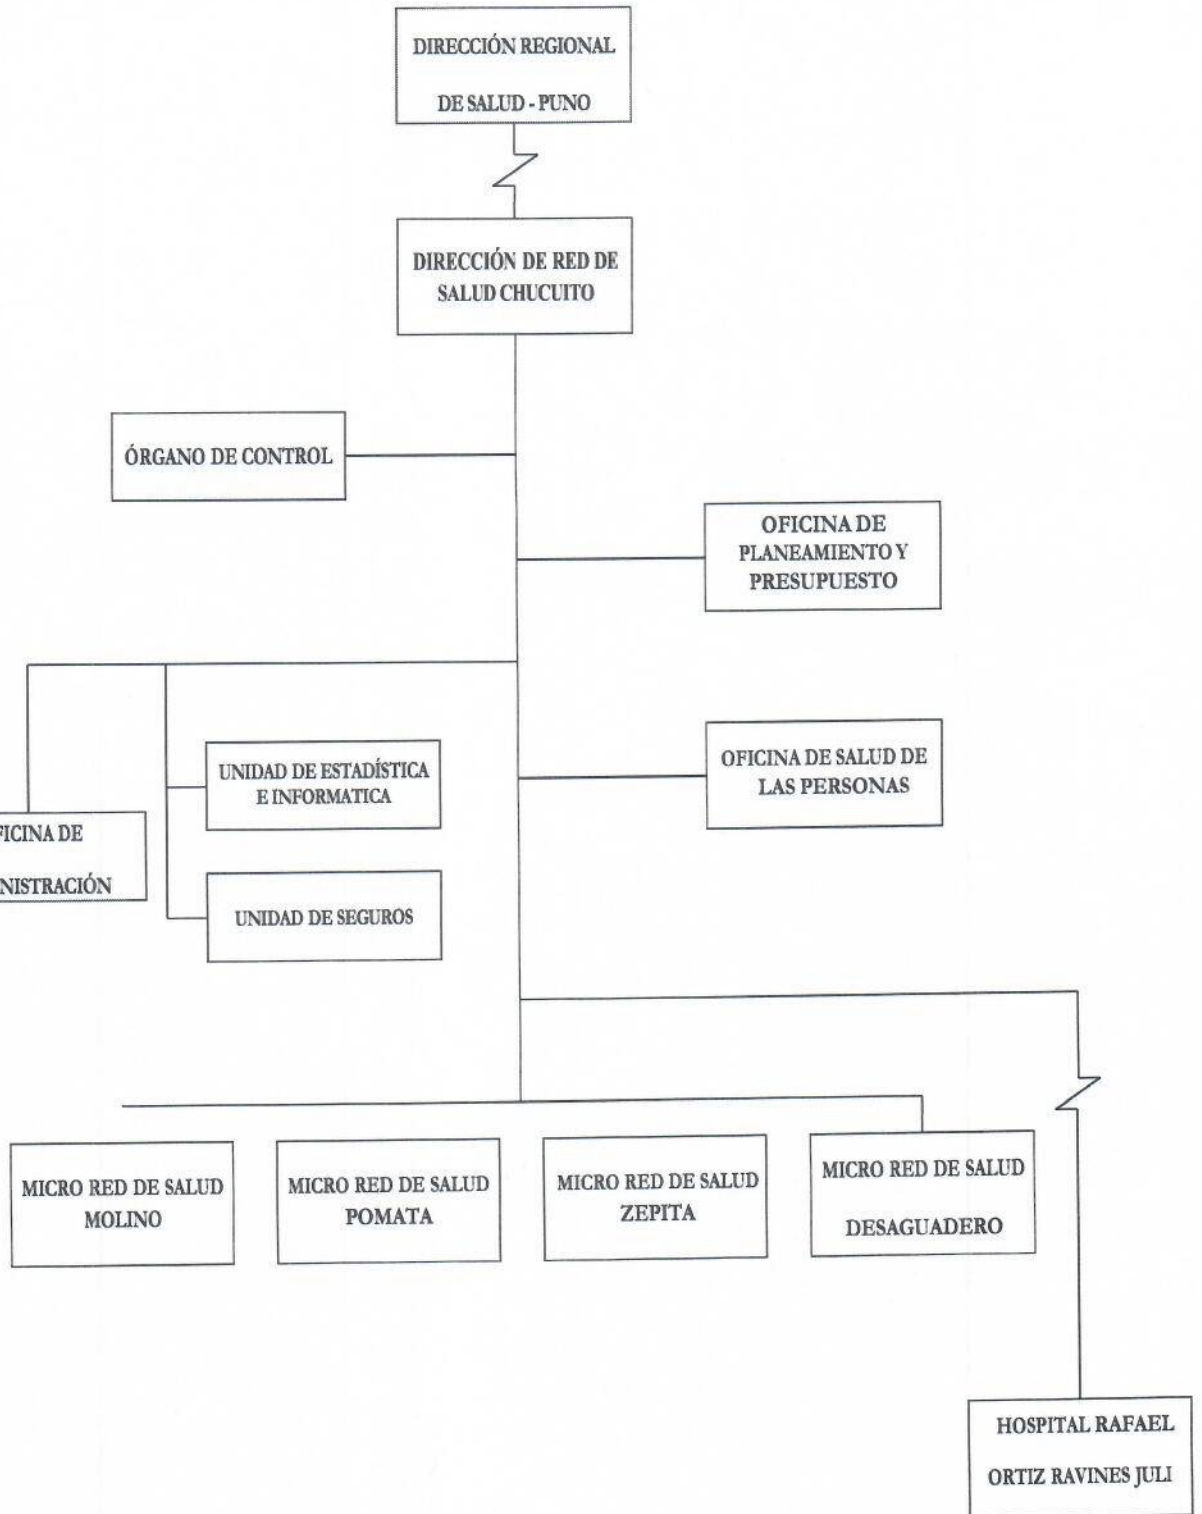 DIRECCIÓN REGIONAL
DE SALUD - PUNO
DIRECCIÓN DE RED DE
SALUD CHUCUITO
ÓRGANO DE CONTROL
OFICINA DE
PLANEAMIENTO Y
PRESUPUESTO
UNIDAD DE ESTADÍSTICA
E INFORMATICA
OFICINA DE SALUD DE
LAS PERSONAS
FICINA DE
NISTRACIÓN
UNIDAD DE SEGUROS
MICRO RED DE SALUD
MOLINO
MICRO RED DE SALUD
POMATA
MICRO RED DE SALUD
ZEPITA
MICRO RED DE SALUD
DESAGUADERO
HOSPITAL RAFAEL
ORTIZ RAVINES JULI